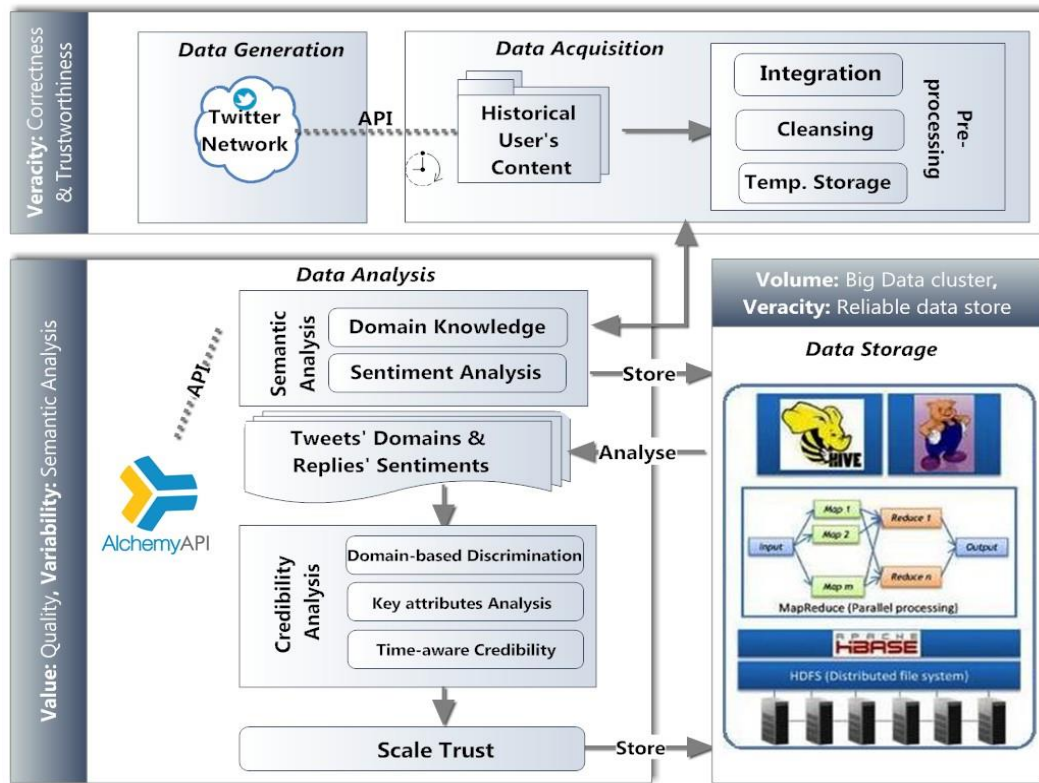 Veracity: Correctness
& Trustworthiness
Data Generation
Twitter
Network
API
Data Acquisition
Historical
User's
Content
Integration
Cleansing
Temp. Storage
Pre-
processing
Value: Quality, Variability: Semantic Analysis
Data Analysis
Semantic
Analysis
Domain Knowledge
Sentiment Analysis
API
AlchemyAPI
Tweets' Domains &
Replies' Sentiments
Credibility
Analysis
Domain-based Discrimination
Key attributes Analysis
Time-aware Credibility
Scale Trust
Store
Analyse
Store
Volume: Big Data cluster,
Veracity: Reliable data store
Data Storage
HIVE
Input
Map 1
Map 2
Map m
Reduce 1
Reduce n
Output
MapReduce (Parallel processing)
APACHE
HBASE
HDFS (Distributed file system)